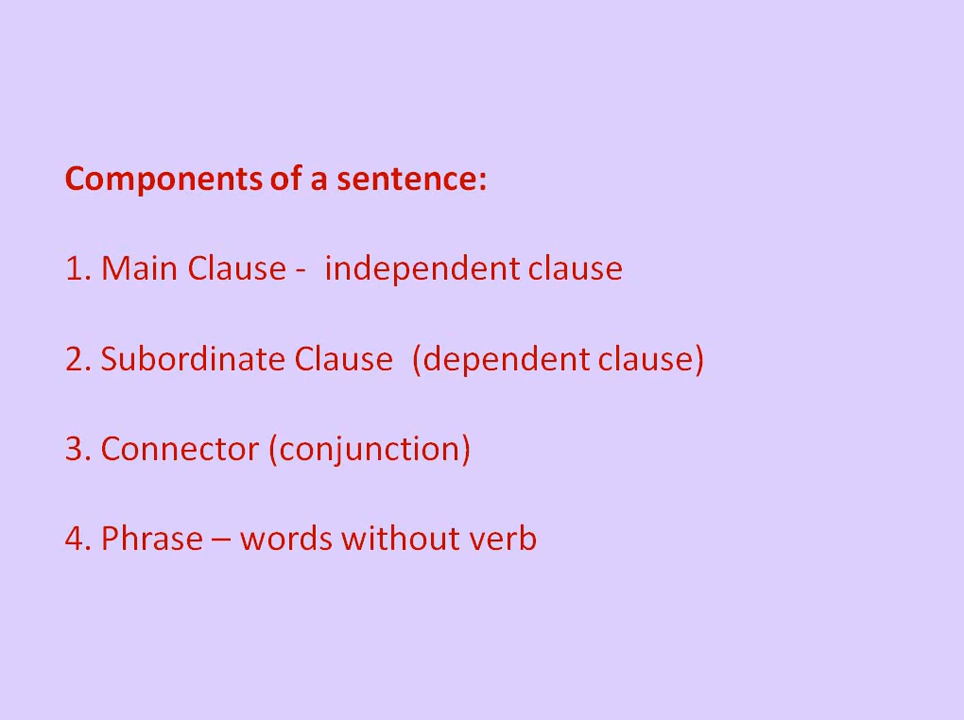 Components of a sentence:
1. Main Clause -  independent clause
2. Subordinate Clause  (dependent clause)
3. Connector (conjunction)
4. Phrase – words without verb